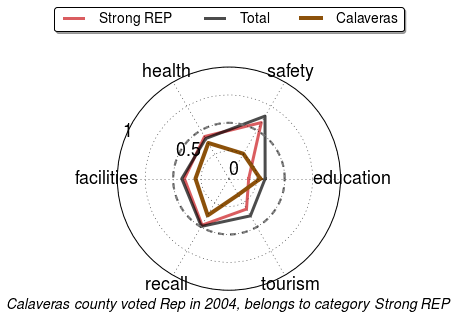 Strong REP Total Calaveras
health safety
1
0.5
0
facilities education
recall tourism
Calaveras county voted Rep in 2004, belongs to category Strong REP